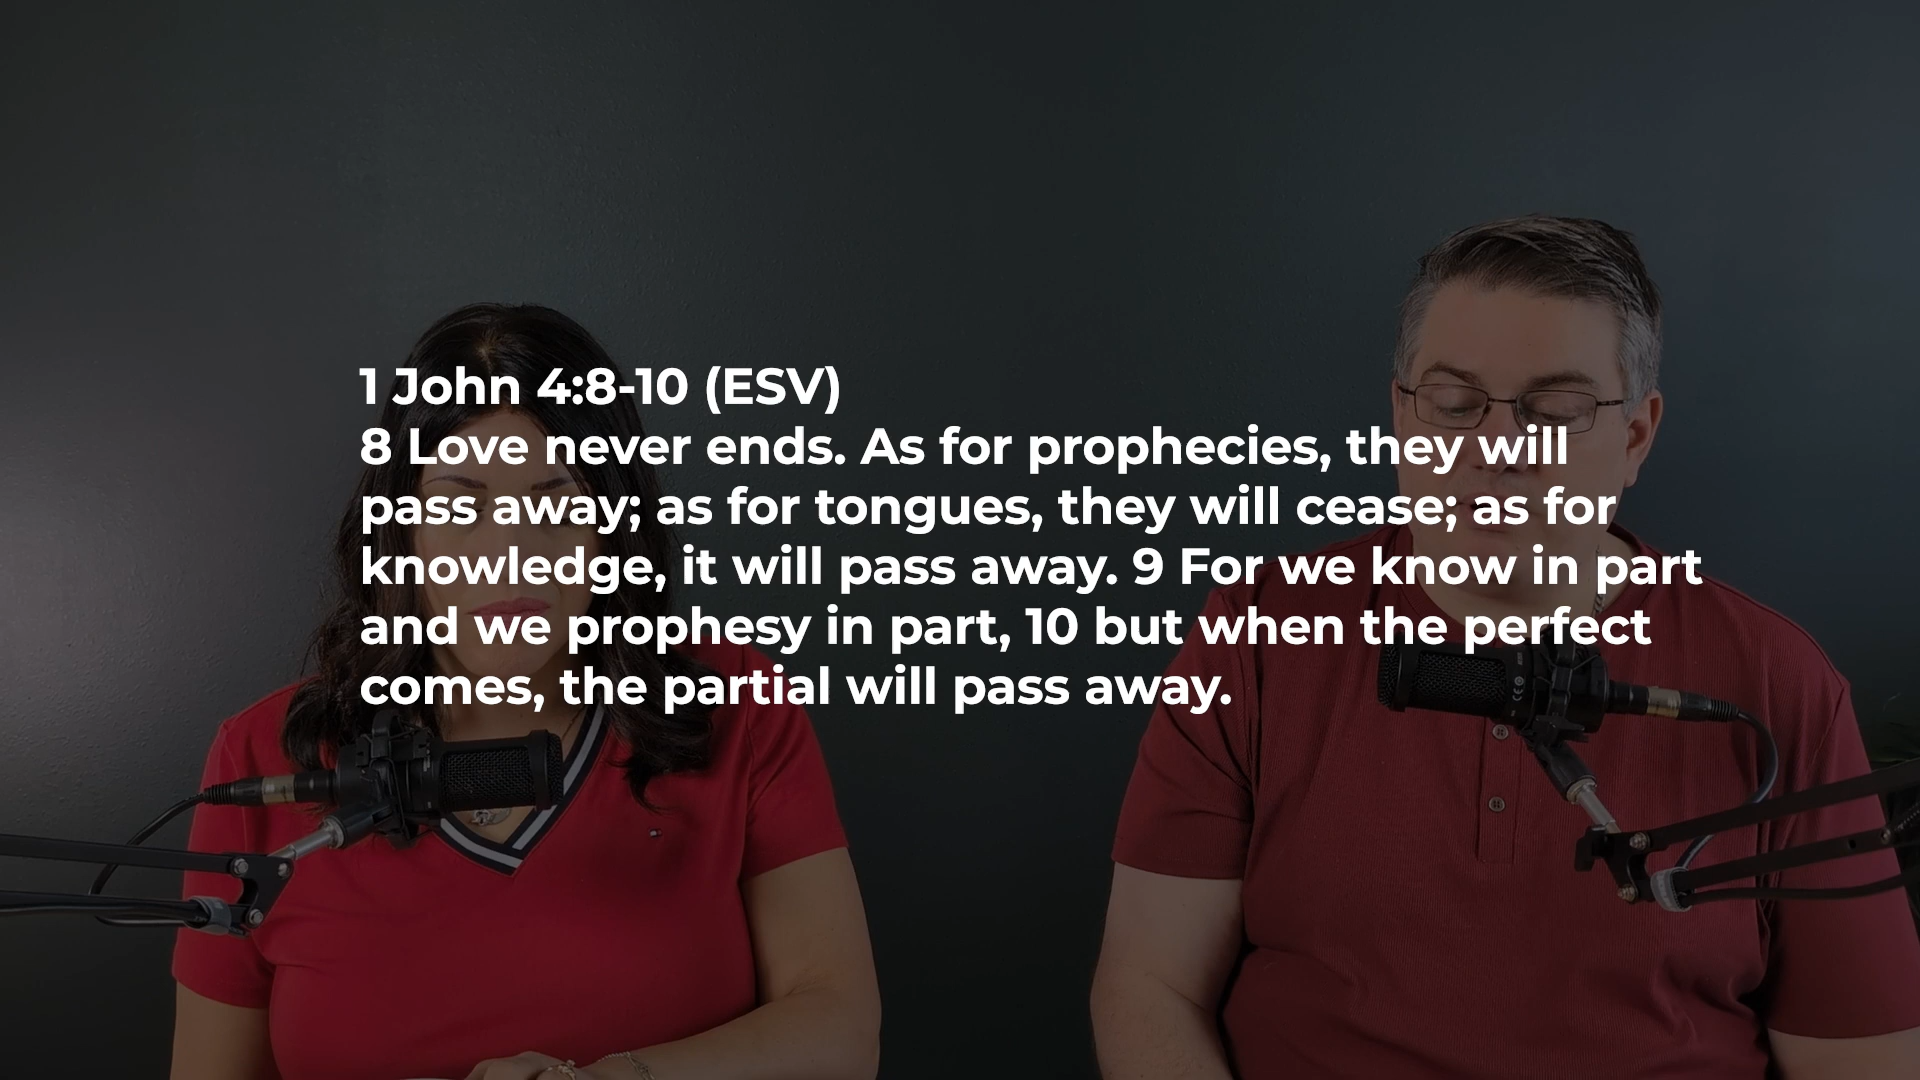 1 John 4:8-10 (ESV)
8 Love never ends. As for prophecies, they will
pass away; as for tongues, they will cease; as for
knowledge, it will pass away. 9 For we know in part
and we prophesy in part, 10 but when the perfect
comes, the partial will pass away.